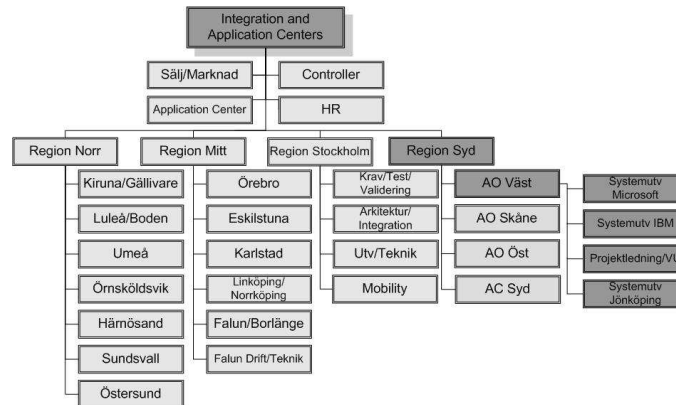 Integration and
Application Centers
Sälj/Marknad
Controller
Application Center
HR
Region Norr
Region Mitt
Region Stockholm
Region Syd
Kiruna/Gällivare
Luleå/Boden
Umeå
Örnsköldsvik
Härnösand
Sundsvall
Östersund
Örebro
Eskilstuna
Karlstad
Linköping/
Norrköping
Falun/Borlänge
Falun Drift/Teknik
Krav/Test/
Validering
Arkitektur/
Integration
Utv/Teknik
Mobility
AO Väst
AO Skåne
AO Öst
AC Syd
Systemutv
Microsoft
Systemutv IBM
Projektledning/VU
Systemutv
Jönköping